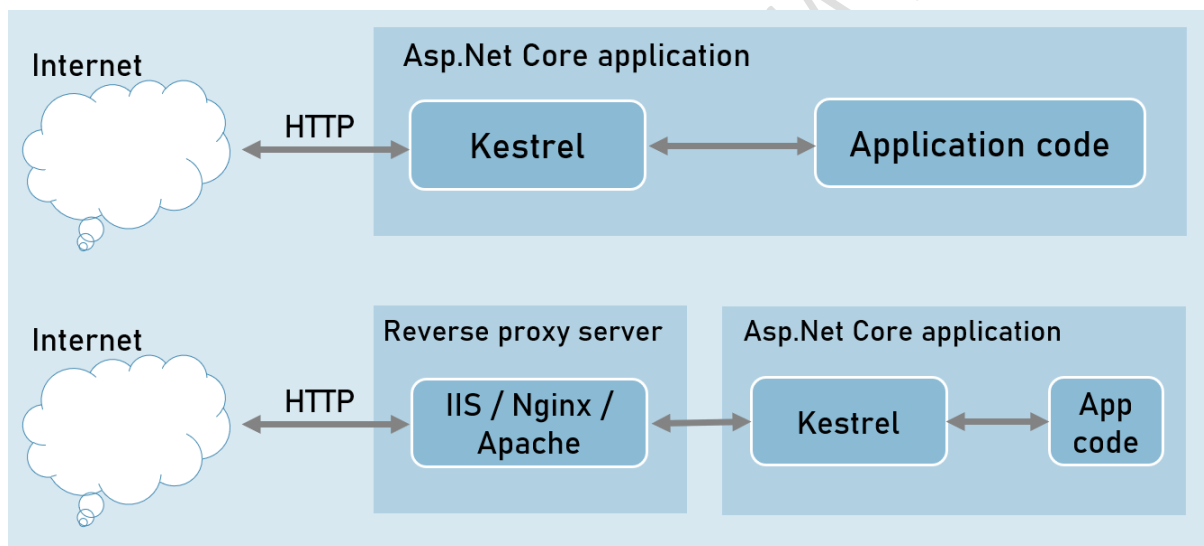 Internet
Asp.Net Core application
HTTP
Kestrel
Application code
Internet
Reverse proxy server
Asp.Net Core application
HTTP
IIS / Nginx /
Apache
Kestrel
App
code